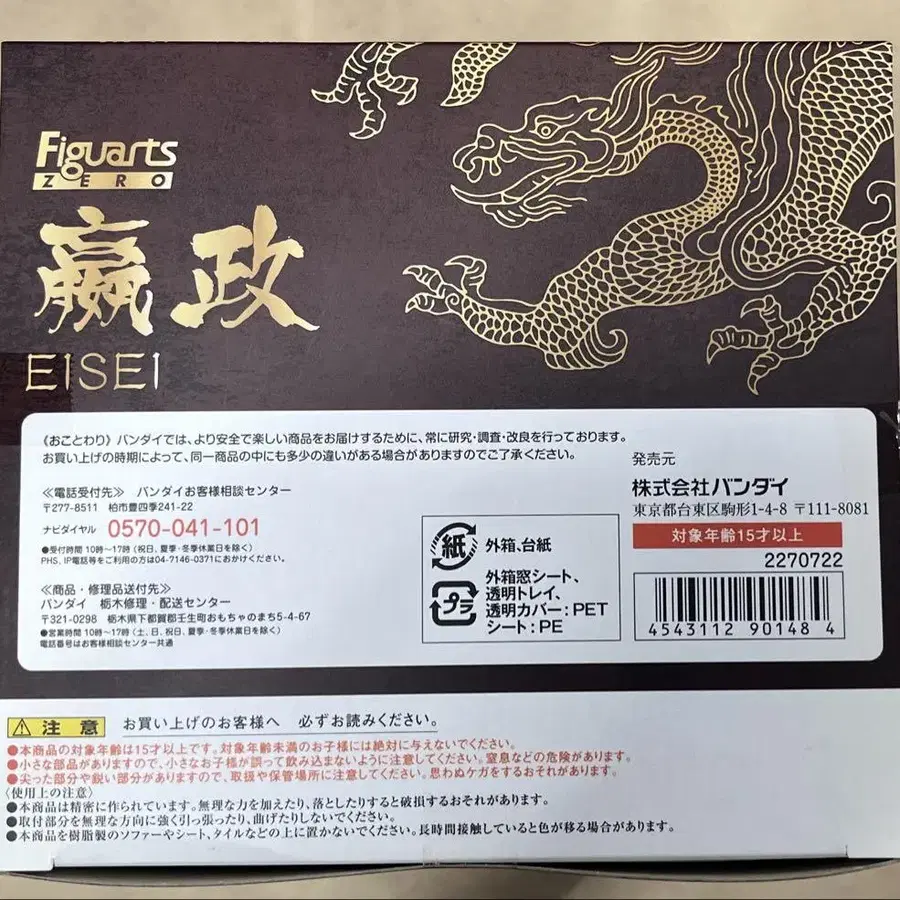 Figuarts
ZERO
嬴政
EISEI
《おことわり》バンダイでは、より安全で楽しい商品をお届けするために、常に研究・調査・改良を行っております。
お買い上げの時期によって、同一商品の中にも多少の違いがある場合がありますのでご了承ください。
≪電話受付先≫ バンダイお客様相談センター
〒277-8511 柏市豊四季241-22
ナビダイヤル 0570-041-101
●受付時間 10時〜17時(祝日、夏季・冬季休業日を除く)
PHS、IP電話等をご利用の方は04-7146-0371におかけください。
≪商品・修理品送付先≫
バンダイ 栃木修理・配送センター
〒321-0298 栃木県下都賀郡壬生町おもちゃのまち5-4-67
●営業時間 10時〜17時(土、日、祝日、夏季・冬季休業日を除く)
電話番号はお客様相談センター共通
紙
外箱、台紙
プラ
外箱窓シート、
透明トレイ、
透明カバー:PET
シート:PE
発売元
株式会社バンダイ
東京都台東区駒形1-4-8 〒111-8081
対象年齢15才以上
2270722
4543112 90148 4
注意 お買い上げのお客様へ 必ずお読みください。
●本商品の対象年齢は15才以上です。対象年齢未満のお子様には絶対に与えないでください。
●小さな部品がありますので、小さなお子様が誤って飲み込まないように注意してください。窒息などの危険があります。
●尖った部分や鋭い部分がありますので、取扱や保管場所に注意してください。思わぬケガをするおそれがあります。
〈使用上の注意〉
●本商品は精密に作られています。無理な力を加えたり、落としたりすると破損するおそれがあります。
●取付部分を無理な方向に強く引っ張ったり、曲げたりしないでください。
●本商品を樹脂製のソファーやシート、タイルなどの上に置かないでください。長時間接触していると色が移る場合があります。